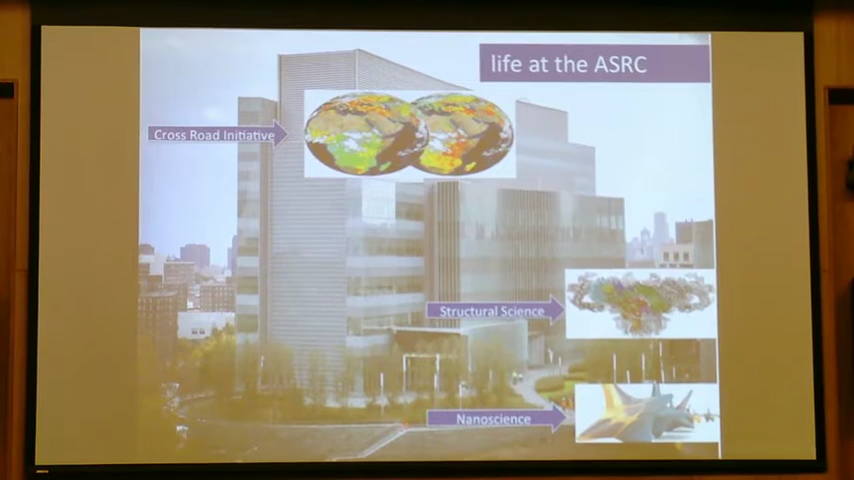 life at the ASRC
Cross Road Initiative
Structural Science
Nanoscience